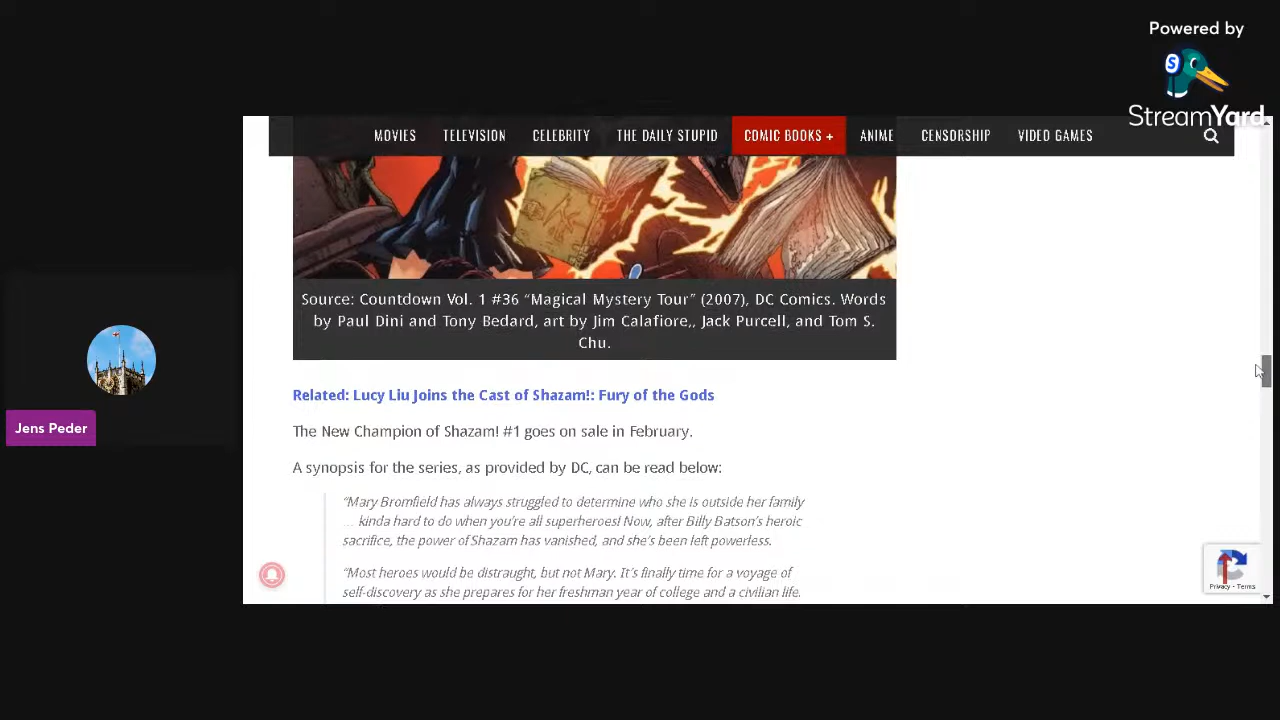 Powered by
S
StreamYard
MOVIES TELEVISION CELEBRITY THE DAILY STUPID COMIC BOOKS + ANIME CENSORSHIP VIDEO GAMES
Source: Countdown Vol. 1 #36 “Magical Mystery Tour” (2007), DC Comics. Words
by Paul Dini and Tony Bedard, art by Jim Calafiore,, Jack Purcell, and Tom S.
Chu.
Related: Lucy Liu Joins the Cast of Shazam!: Fury of the Gods
Jens Peder
The New Champion of Shazam! #1 goes on sale in February.
A synopsis for the series, as provided by DC, can be read below:
“Mary Bromfield has always struggled to determine who she is outside her family
… kinda hard to do when you’re all superheroes! Now, after Billy Batson’s heroic
sacrifice, the power of Shazam has vanished, and she’s been left powerless.
“Most heroes would be distraught, but not Mary. It’s finally time for a voyage of
self-discovery as she prepares for her freshman year of college and a civilian life.
Privacy - Terms